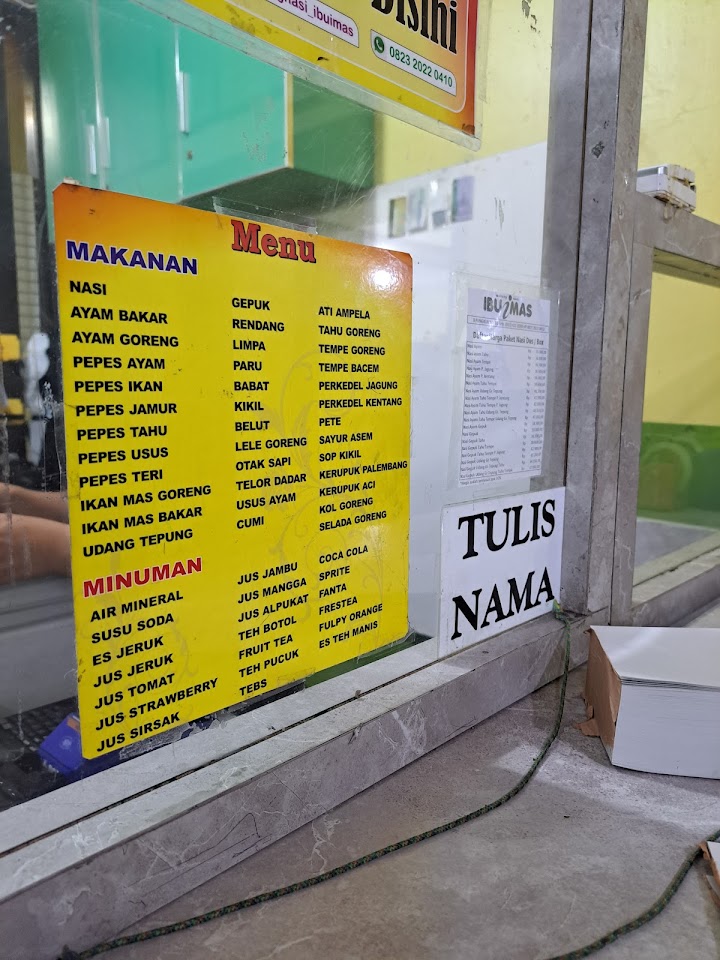 nasi_ibuimas
Disini
0823 2022 0410
Menu
MAKANAN
NASI
AYAM BAKAR
AYAM GORENG
PEPES AYAM
PEPES IKAN
PEPES JAMUR
PEPES TAHU
PEPES USUS
PEPES TERI
IKAN MAS GORENG
IKAN MAS BAKAR
UDANG TEPUNG
GEPUK
RENDANG
LIMPA
PARU
BABAT
KIKIL
BELUT
LELE GORENG
OTAK SAPI
TELOR DADAR
USUS AYAM
CUMI
ATI AMPELA
TAHU GORENG
TEMPE GORENG
TEMPE BACEM
PERKEDEL JAGUNG
PERKEDEL KENTANG
PETE
SAYUR ASEM
SOP KIKIL
KERUPUK PALEMBANG
KERUPUK ACI
KOL GORENG
SELADA GORENG
MINUMAN
AIR MINERAL
SUSU SODA
ES JERUK
JUS JERUK
JUS TOMAT
JUS STRAWBERRY
JUS SIRSAK
JUS JAMBU
JUS MANGGA
JUS ALPUKAT
TEH BOTOL
FRUIT TEA
TEH PUCUK
TEBS
COCA COLA
SPRITE
FANTA
FRESTEA
FULPY ORANGE
ES TEH MANIS
IBU IMAS
Paket Nasi Dus / Box
TULIS
NAMA